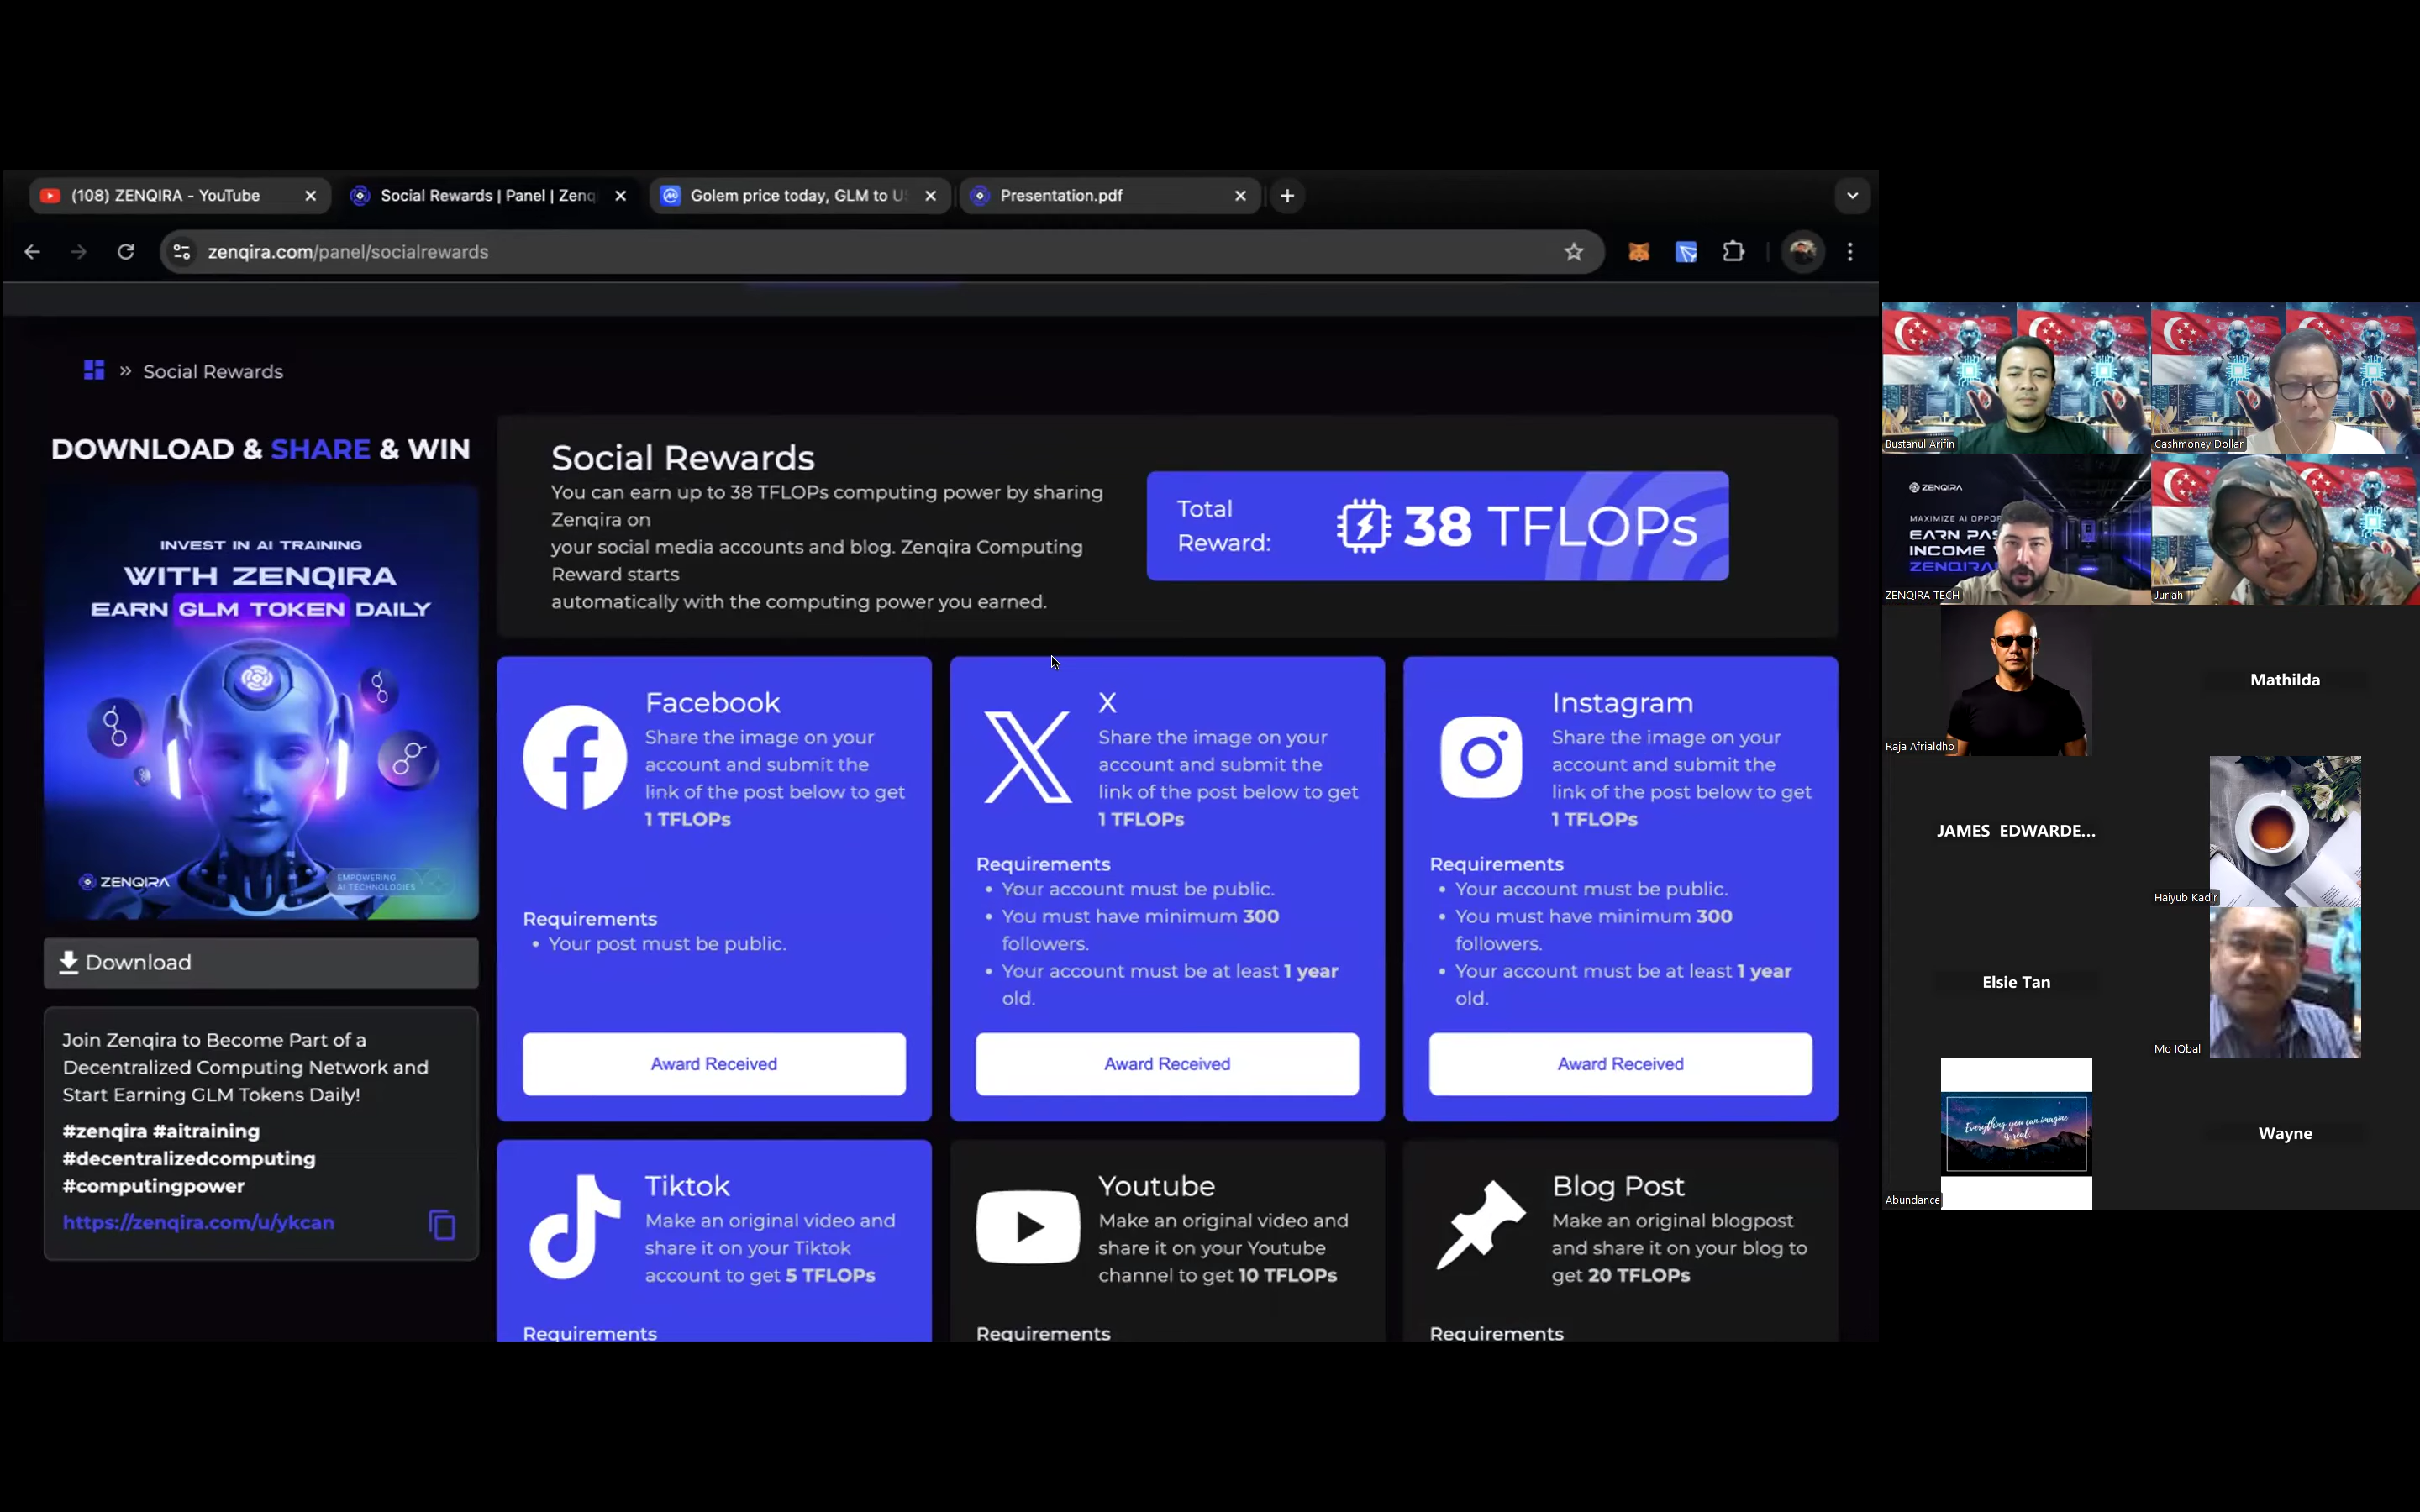 (108) ZENQIRA - YouTube
Social Rewards | Panel | Zenq
Golem price today, GLM to U
Presentation.pdf
zenqira.com/panel/socialrewards
Social Rewards
DOWNLOAD & SHARE & WIN
INVEST IN AI TRAINING
WITH ZENQIRA
EARN GLM TOKEN DAILY
ZENQIRA
EMPOWERING
AI TECHNOLOGIES
Download
Join Zenqira to Become Part of a
Decentralized Computing Network and
Start Earning GLM Tokens Daily!
#zenqira #aitraining
#decentralizedcomputing
#computingpower
https://zenqira.com/u/ykcan
Social Rewards
You can earn up to 38 TFLOPs computing power by sharing
Zenqira on
your social media accounts and blog. Zenqira Computing
Reward starts
automatically with the computing power you earned.
Total
Reward:
38 TFLOPs
Facebook
Share the image on your
account and submit the
link of the post below to get
1 TFLOPs
Requirements
• Your post must be public.
Award Received
X
Share the image on your
account and submit the
link of the post below to get
1 TFLOPs
Requirements
• Your account must be public.
• You must have minimum 300
followers.
• Your account must be at least 1 year
old.
Award Received
Instagram
Share the image on your
account and submit the
link of the post below to get
1 TFLOPs
Requirements
• Your account must be public.
• You must have minimum 300
followers.
• Your account must be at least 1 year
old.
Award Received
Tiktok
Make an original video and
share it on your Tiktok
account to get 5 TFLOPs
Requirements
Youtube
Make an original video and
share it on your Youtube
channel to get 10 TFLOPs
Requirements
Blog Post
Make an original blogpost
and share it on your blog to
get 20 TFLOPs
Requirements
Bustanul Arifin
Cashmoney Dollar
ZENQIRA
MAXIMIZE AI OPPO
EARN PAS
INCOME
ZENQIRA
ZENQIRA TECH
Juriah
Raja Afrialdho
Mathilda
JAMES EDWARDE...
Haiyub Kadir
Elsie Tan
Mo IQbal
Everything you can imagine
is real.
Abundance
Wayne